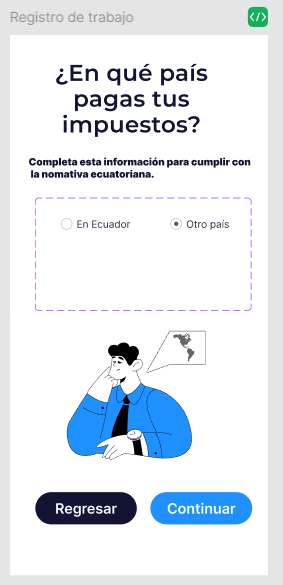 Registro de trabajo
</>
¿En qué país
pagas tus
impuestos?
Completa esta información para cumplir con
la nomativa ecuatoriana.
En Ecuador
Otro país
Regresar
Continuar